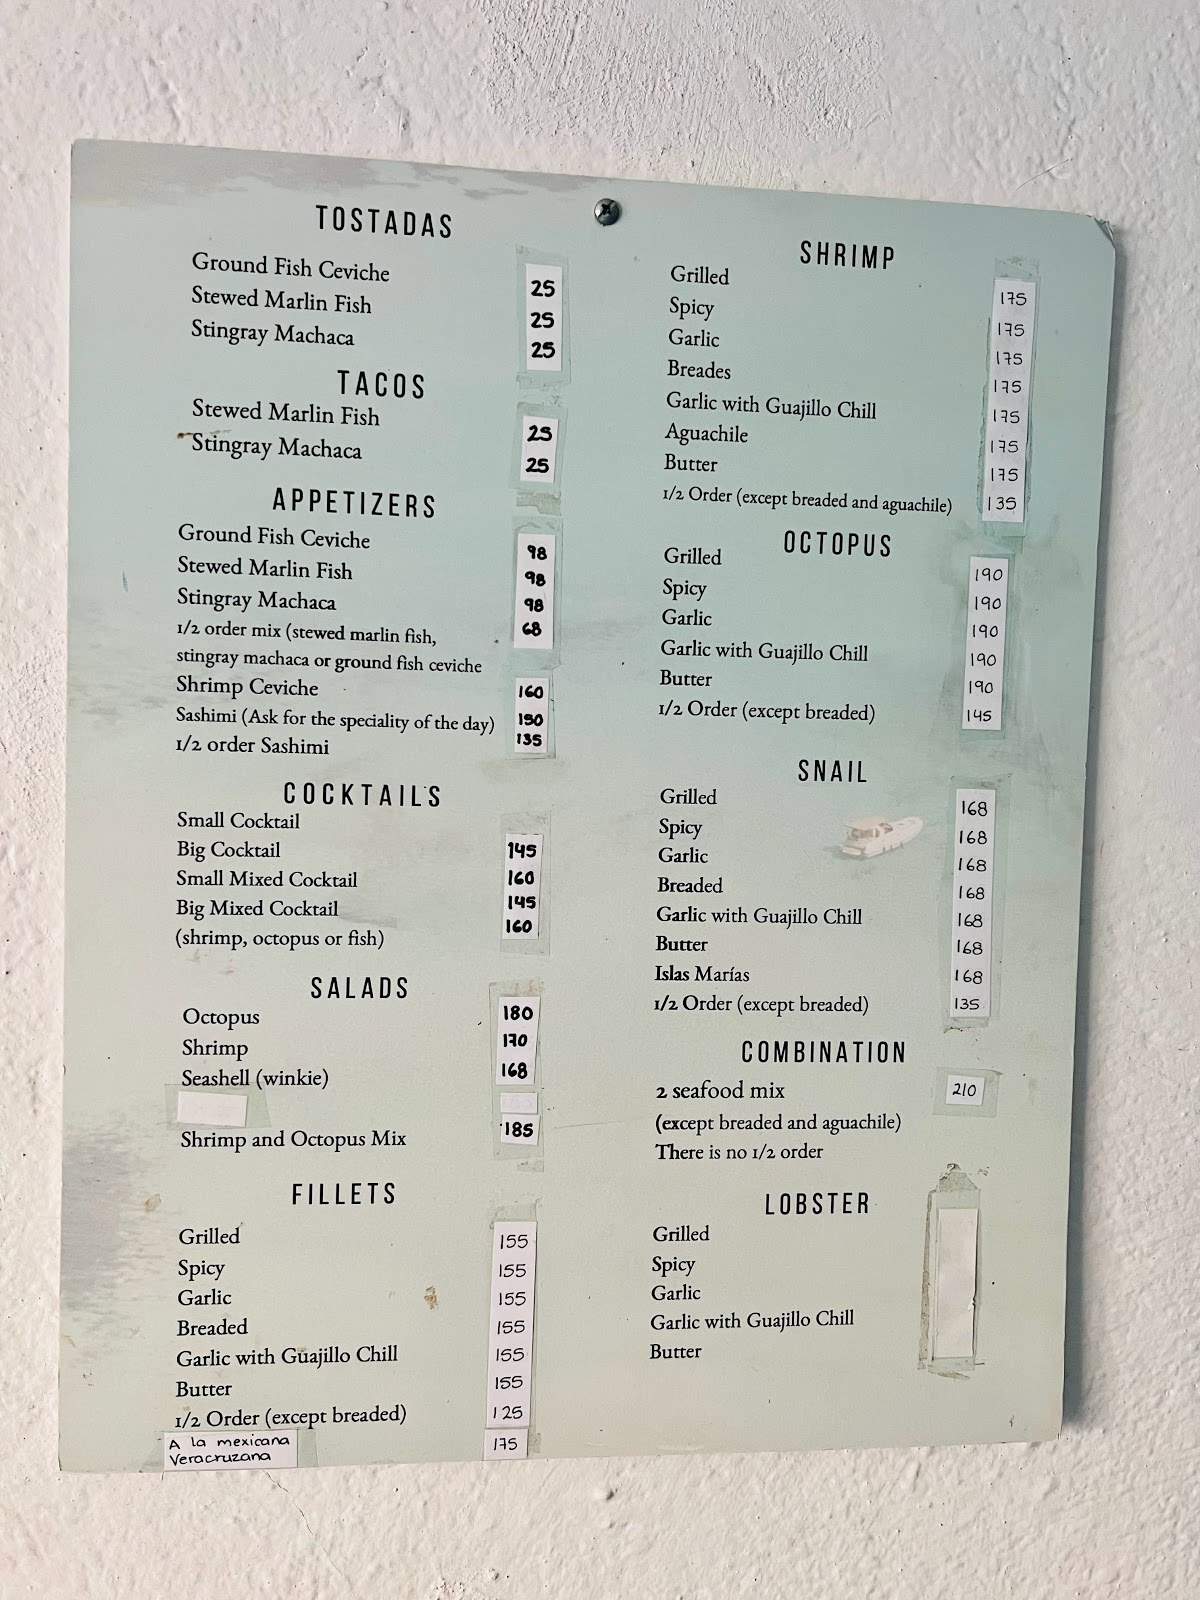 TOSTADAS
Ground Fish Ceviche 25
Stewed Marlin Fish 25
Stingray Machaca 25
TACOS
Stewed Marlin Fish 25
Stingray Machaca 25
APPETIZERS
Ground Fish Ceviche 98
Stewed Marlin Fish 98
Stingray Machaca 98
1/2 order mix (stewed marlin fish, 68
stingray machaca or ground fish ceviche
Shrimp Ceviche 160
Sashimi (Ask for the speciality of the day) 190
1/2 order Sashimi 135
COCKTAILS
Small Cocktail 145
Big Cocktail 160
Small Mixed Cocktail 145
Big Mixed Cocktail 160
(shrimp, octopus or fish)
SALADS
Octopus 180
Shrimp 170
Seashell (winkie) 168
Shrimp and Octopus Mix 185
FILLETS
Grilled 155
Spicy 155
Garlic 155
Breaded 155
Garlic with Guajillo Chill 155
Butter 155
1/2 Order (except breaded) 125
A la mexicana 175
Veracruzana
SHRIMP
Grilled 175
Spicy 175
Garlic 175
Breades 175
Garlic with Guajillo Chill 175
Aguachile 175
Butter 175
1/2 Order (except breaded and aguachile) 135
OCTOPUS
Grilled 190
Spicy 190
Garlic 190
Garlic with Guajillo Chill 190
Butter 190
1/2 Order (except breaded) 145
SNAIL
Grilled 168
Spicy 168
Garlic 168
Breaded 168
Garlic with Guajillo Chill 168
Butter 168
Islas Marías 168
1/2 Order (except breaded) 135
COMBINATION
2 seafood mix 210
(except breaded and aguachile)
There is no 1/2 order
LOBSTER
Grilled
Spicy
Garlic
Garlic with Guajillo Chill
Butter